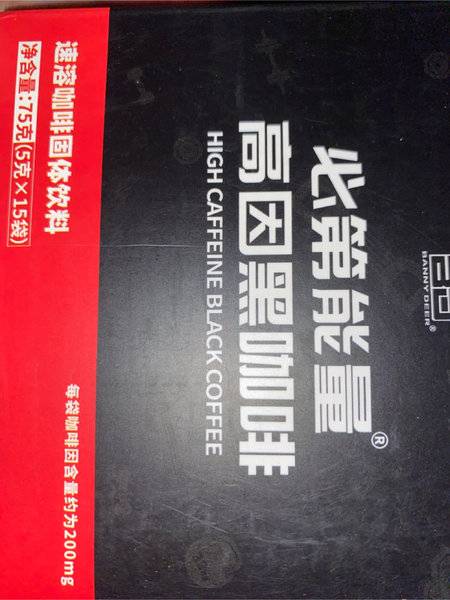 BANNY DEER®
必第能量®
高因黑咖啡
HIGH CAFFEINE BLACK COFFEE
每袋咖啡因含量约为200mg
速溶咖啡固体饮料
净含量:75克(5克×15袋)